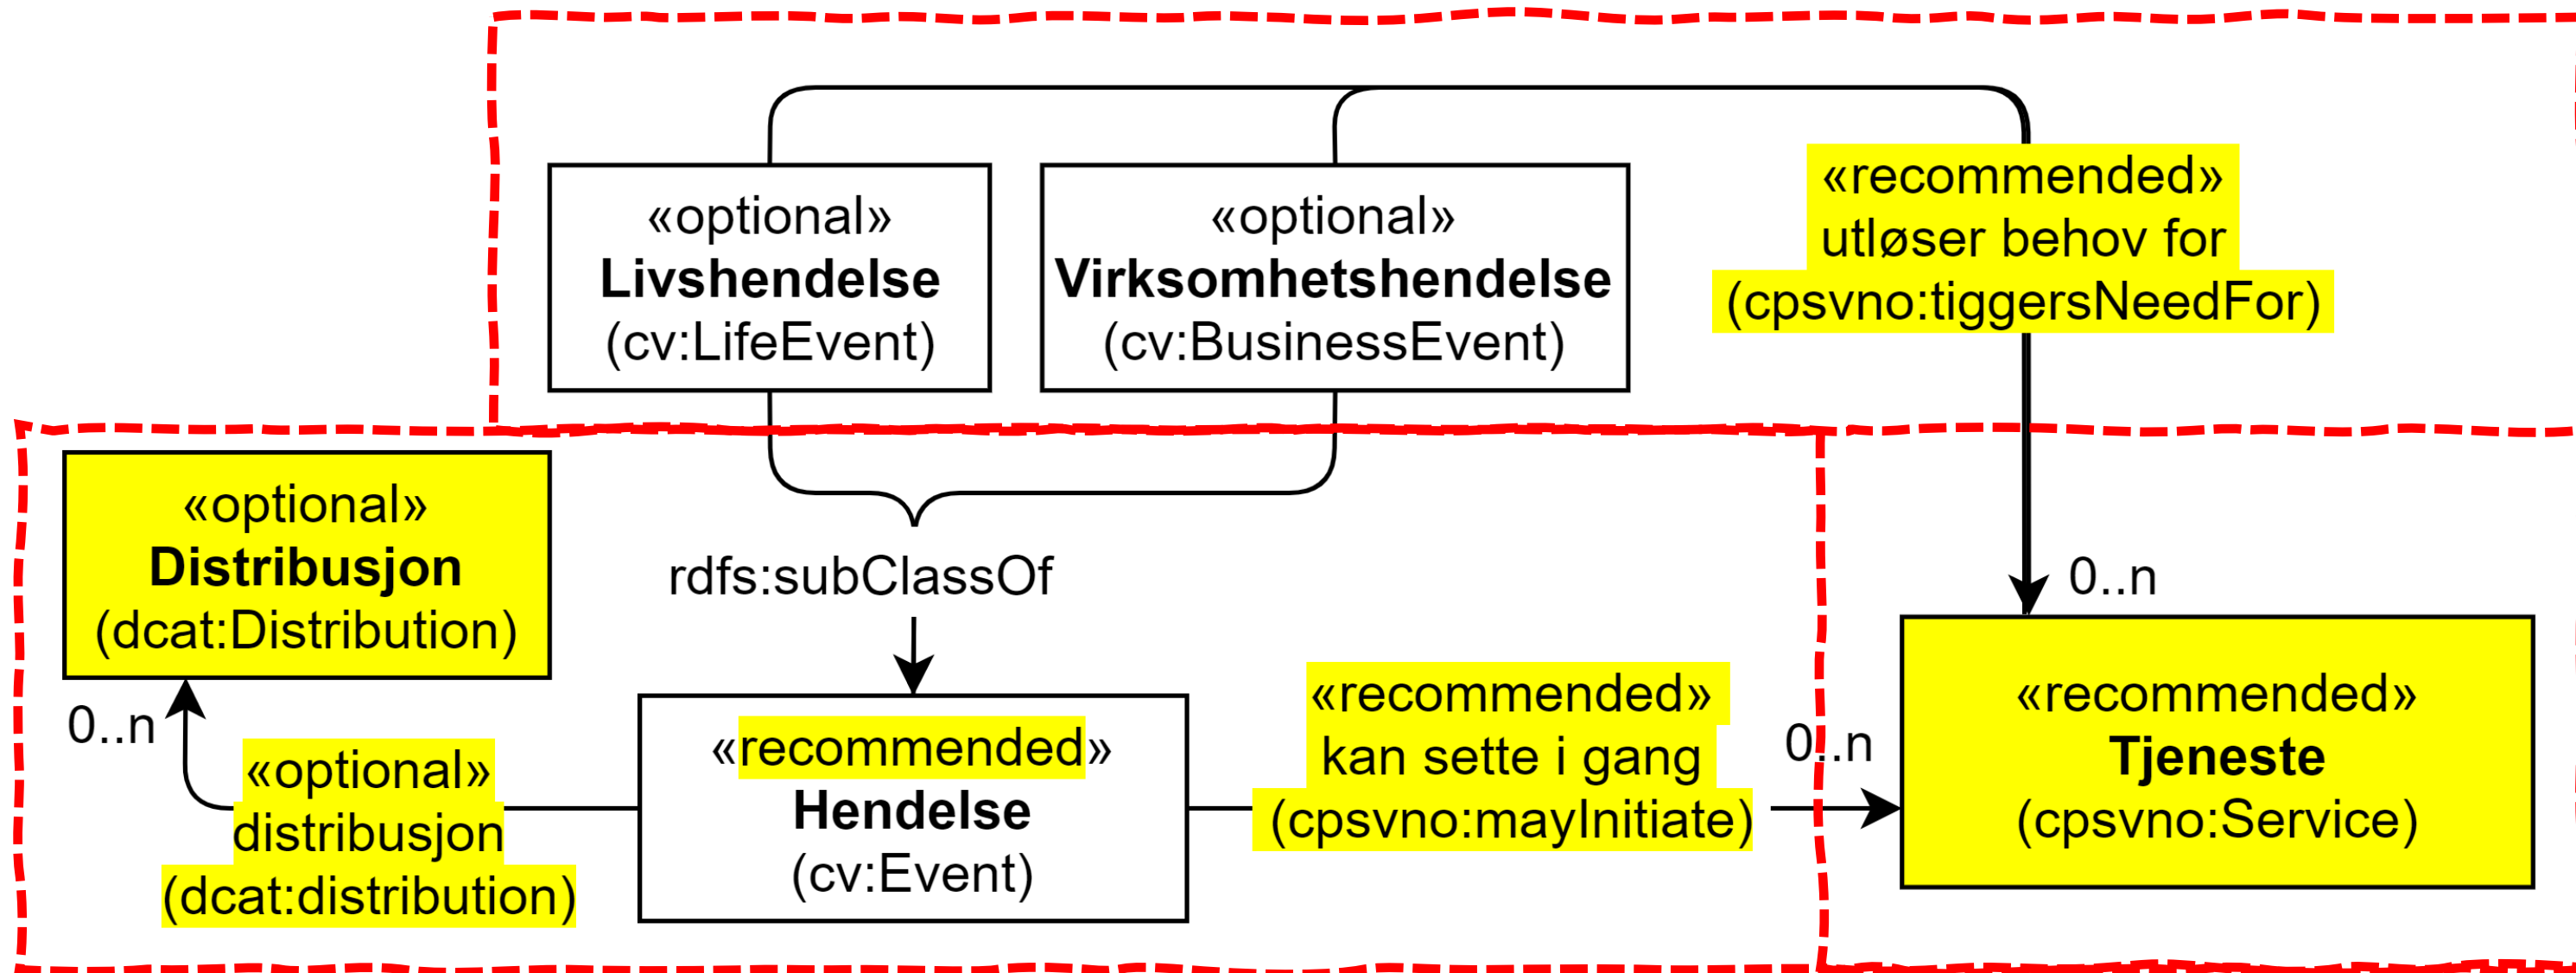 «optional»
Livshendelse
(cv:LifeEvent)
«optional»
Virksomhetshendelse
(cv:BusinessEvent)
«recommended»
utløser behov for
(cpsvno:tiggersNeedFor)
«optional»
Distribusjon
(dcat:Distribution)
rdfs:subClassOf
0..n
0..n
«optional»
distribusjon
(dcat:distribution)
«recommended»
Hendelse
(cv:Event)
«recommended»
kan sette i gang
(cpsvno:mayInitiate)
0..n
«recommended»
Tjeneste
(cpsvno:Service)